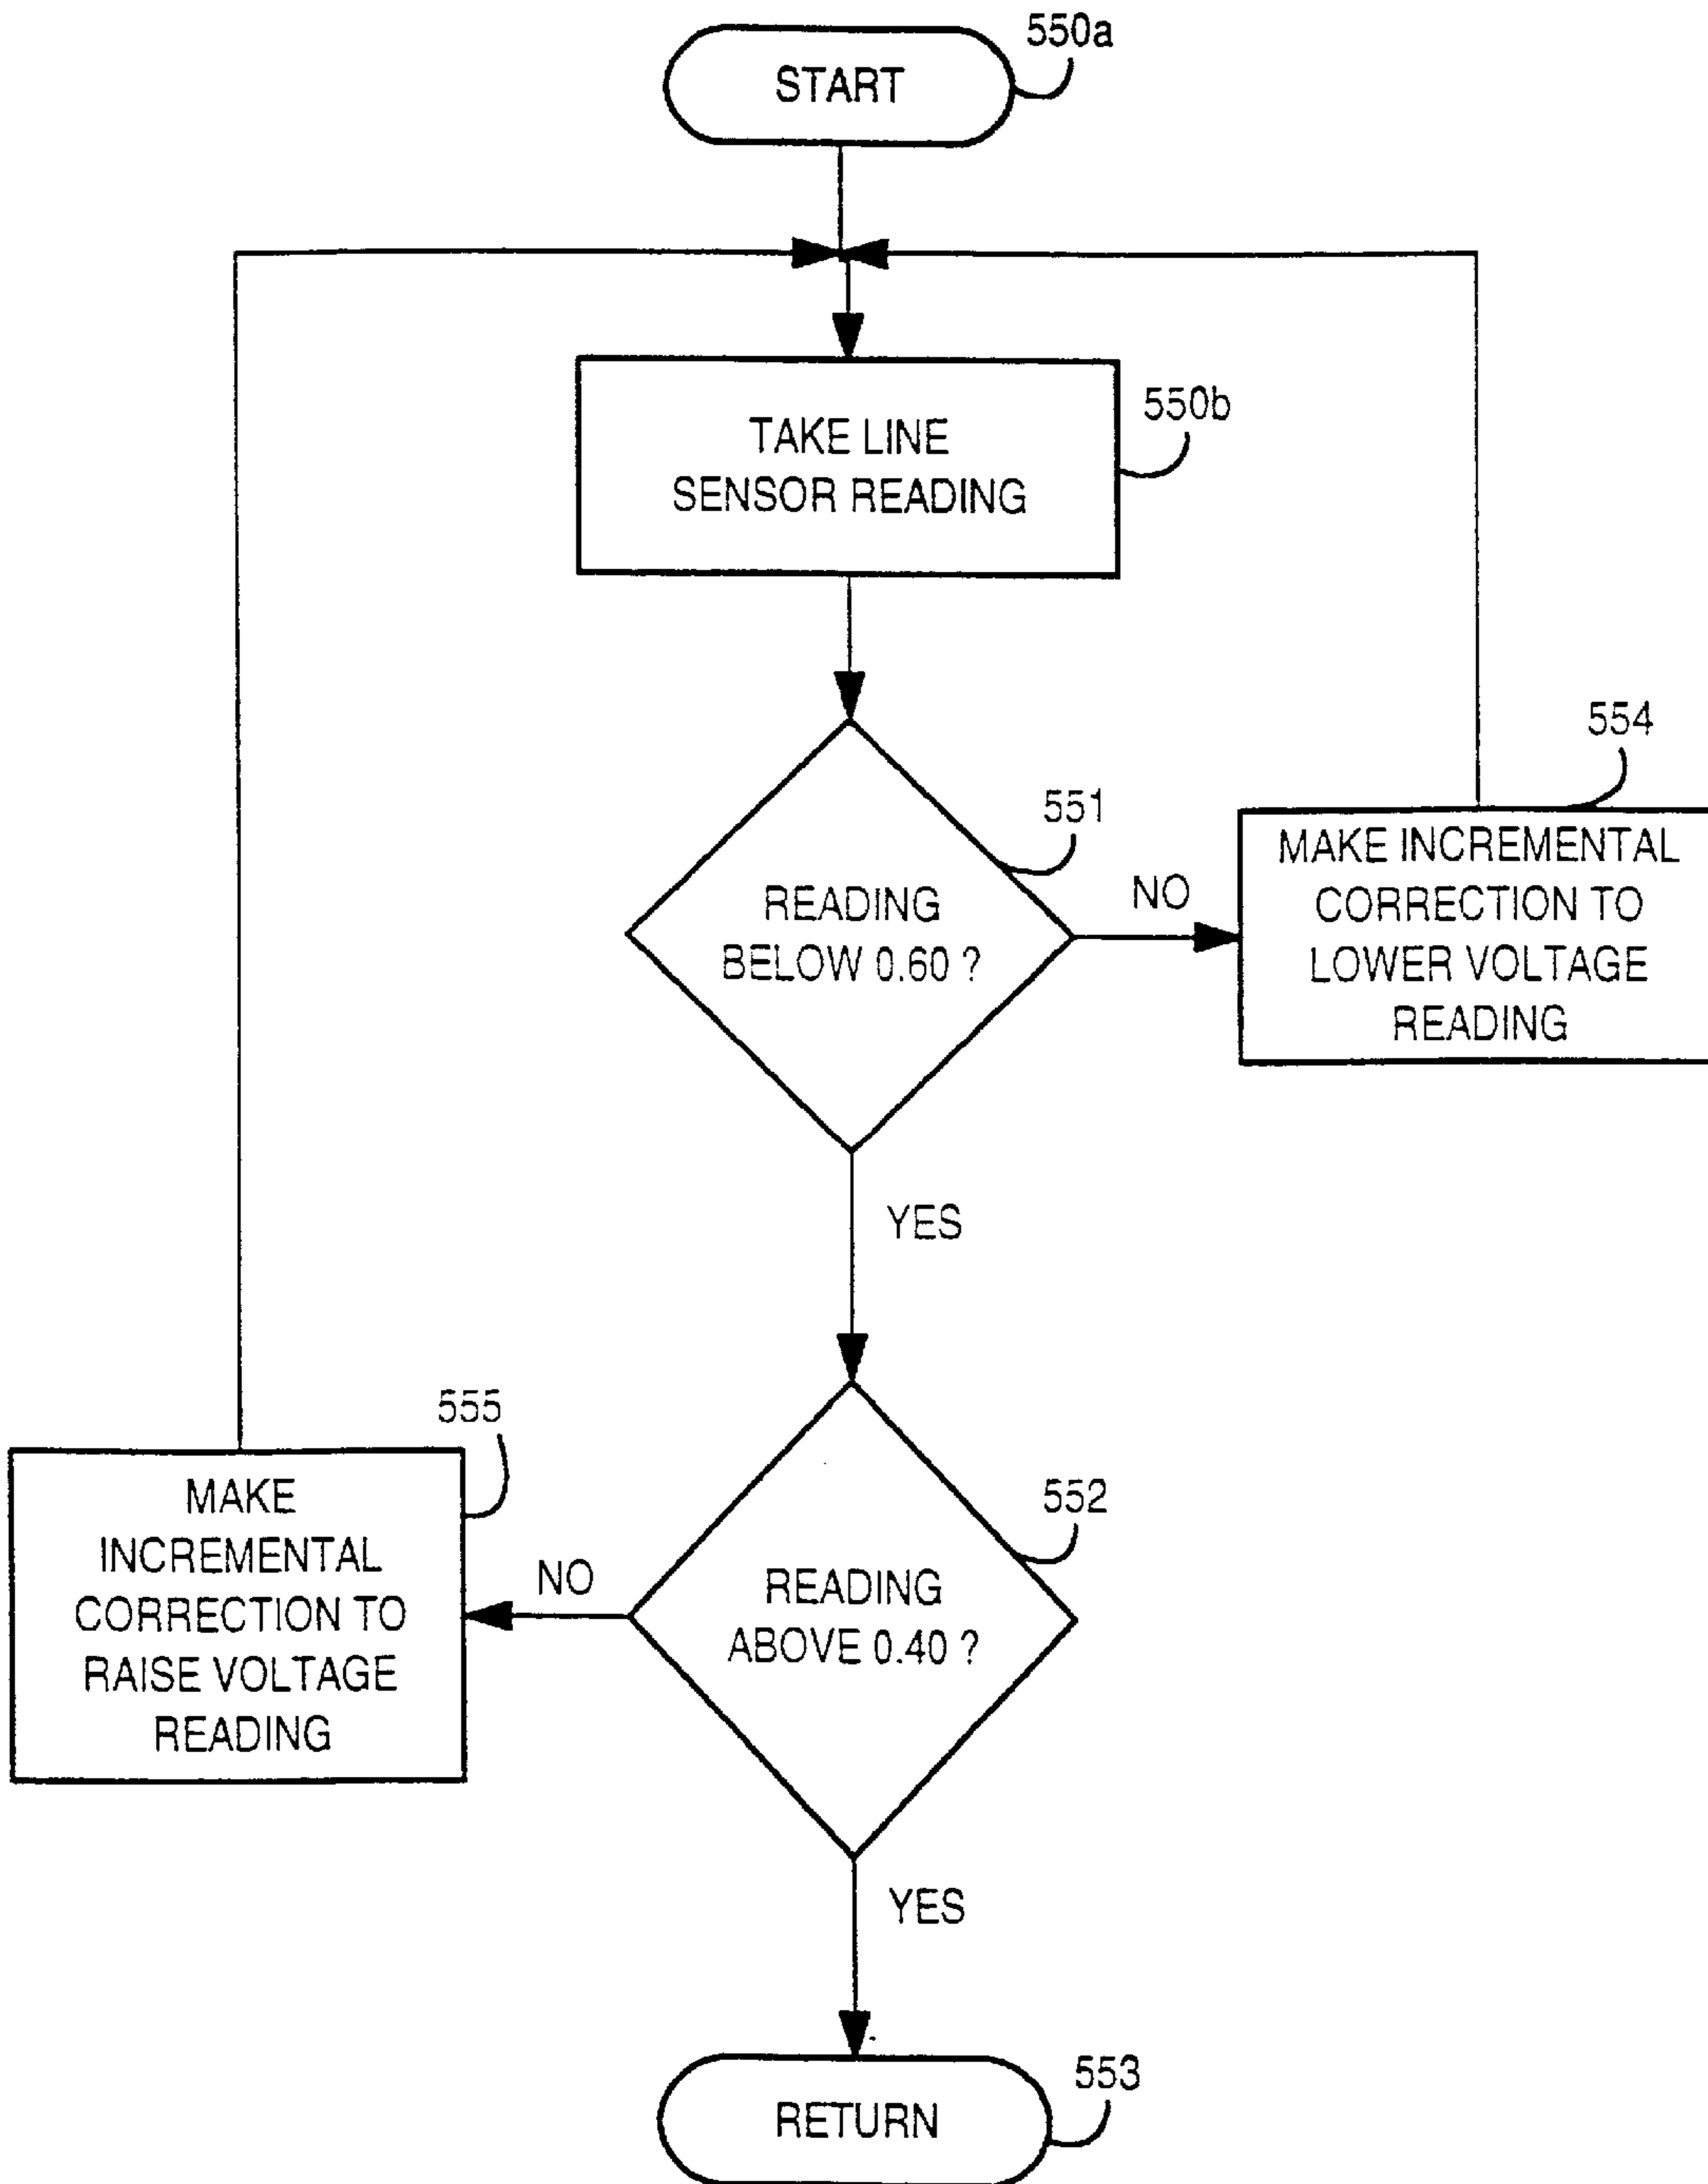 550a
START
550b
TAKE LINE
SENSOR READING
551
READING
BELOW 0.60 ?
NO
554
MAKE INCREMENTAL
CORRECTION TO
LOWER VOLTAGE
READING
YES
555
MAKE
INCREMENTAL
CORRECTION TO
RAISE VOLTAGE
READING
NO
552
READING
ABOVE 0.40 ?
YES
553
RETURN